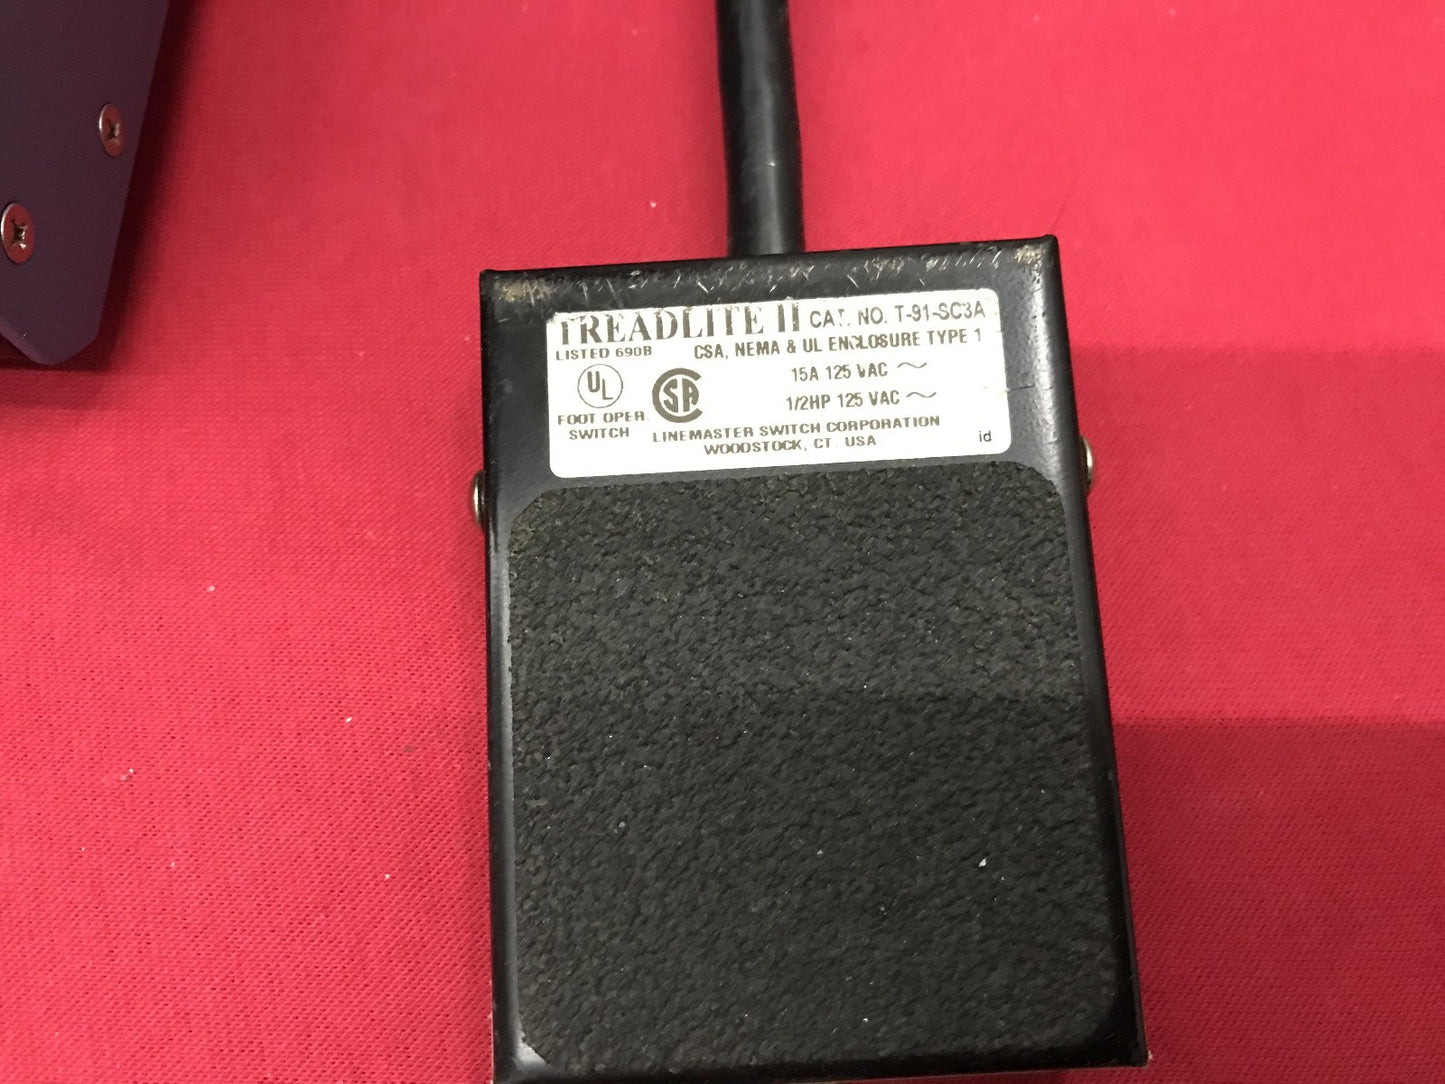 TREADLITE II CAT. NO. T-91-SC3A
LISTED 690B CSA, NEMA & UL ENCLOSURE TYPE 1
UL SA 15A 125 VAC ~
1/2HP 125 VAC ~
FOOT OPER.
SWITCH LINEMASTER SWITCH CORPORATION
WOODSTOCK, CT. USA id